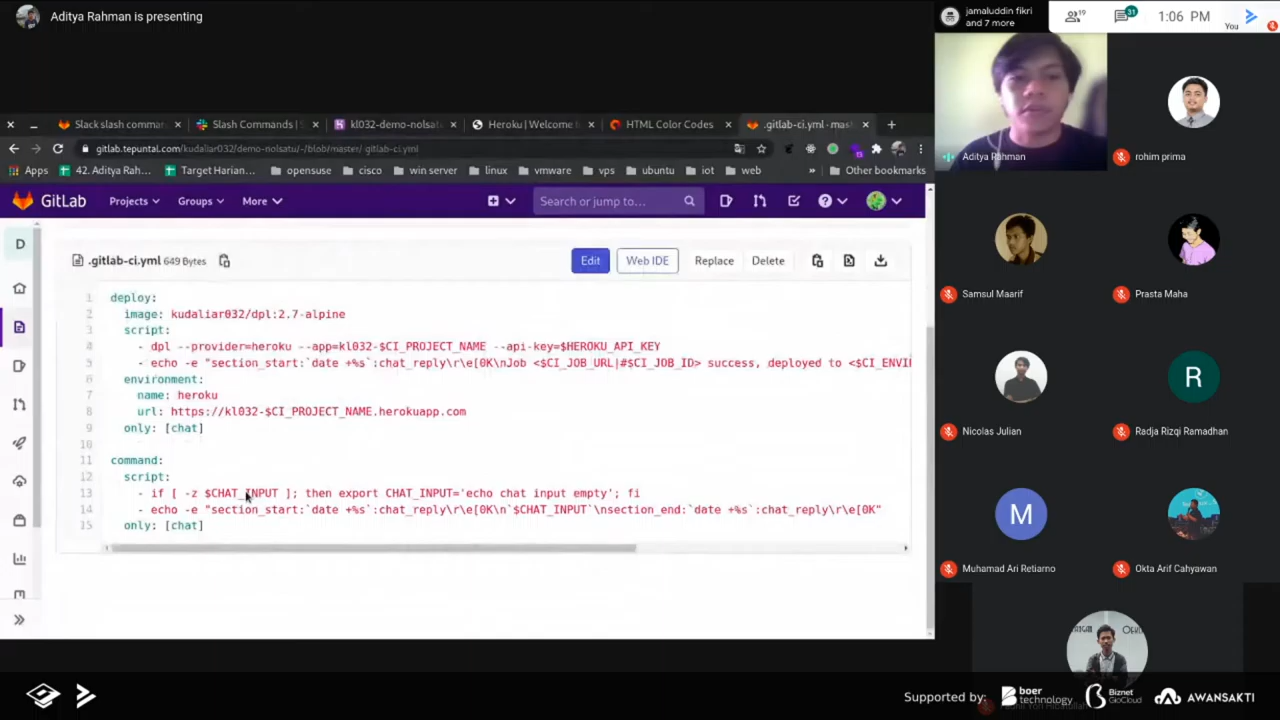 Aditya Rahman is presenting
jamaluddin fikri
and 7 more
19
31
1:06 PM
You
Slack slash comman
Slash Commands | S
kl032-demo-nolsatu
Heroku | Welcome
HTML Color Codes
.gitlab-ci.yml · mast
gitlab.tepuntal.com/kudaliar032/demo-nolsatu/-/blob/master/.gitlab-ci.yml
Apps
42. Aditya Rah...
Target Harian...
opensuse
cisco
win server
linux
vmware
vps
ubuntu
iot
web
Other bookmarks
GitLab
Projects
Groups
More
Search or jump to...
D
.gitlab-ci.yml 649 Bytes
Edit
Web IDE
Replace
Delete
1 deploy:
2 image: kudaliar032/dpl:2.7-alpine
3 script:
4 - dpl --provider=heroku --app=kl032-$CI_PROJECT_NAME --api-key=$HEROKU_API_KEY
5 - echo -e "section_start:`date +%s`:chat_reply\r\e[0K\nJob <$CI_JOB_URL|#$CI_JOB_ID> success, deployed to <$CI_ENVI
6 environment:
7 name: heroku
8 url: https://kl032-$CI_PROJECT_NAME.herokuapp.com
9 only: [chat]
10
11 command:
12 script:
13 - if [ -z $CHAT_INPUT ]; then export CHAT_INPUT='echo chat input empty'; fi
14 - echo -e "section_start:`date +%s`:chat_reply\r\e[0K\n`$CHAT_INPUT`\nsection_end:`date +%s`:chat_reply\r\e[0K"
15 only: [chat]
Aditya Rahman
rohim prima
Samsul Maarif
Prasta Maha
Nicolas Julian
R
Radja Rizqi Ramadhan
M
Muhamad Ari Retiarno
Okta Arif Cahyawan
Supported by:
boer
technology
Biznet
GioCloud
AWANSAKTI